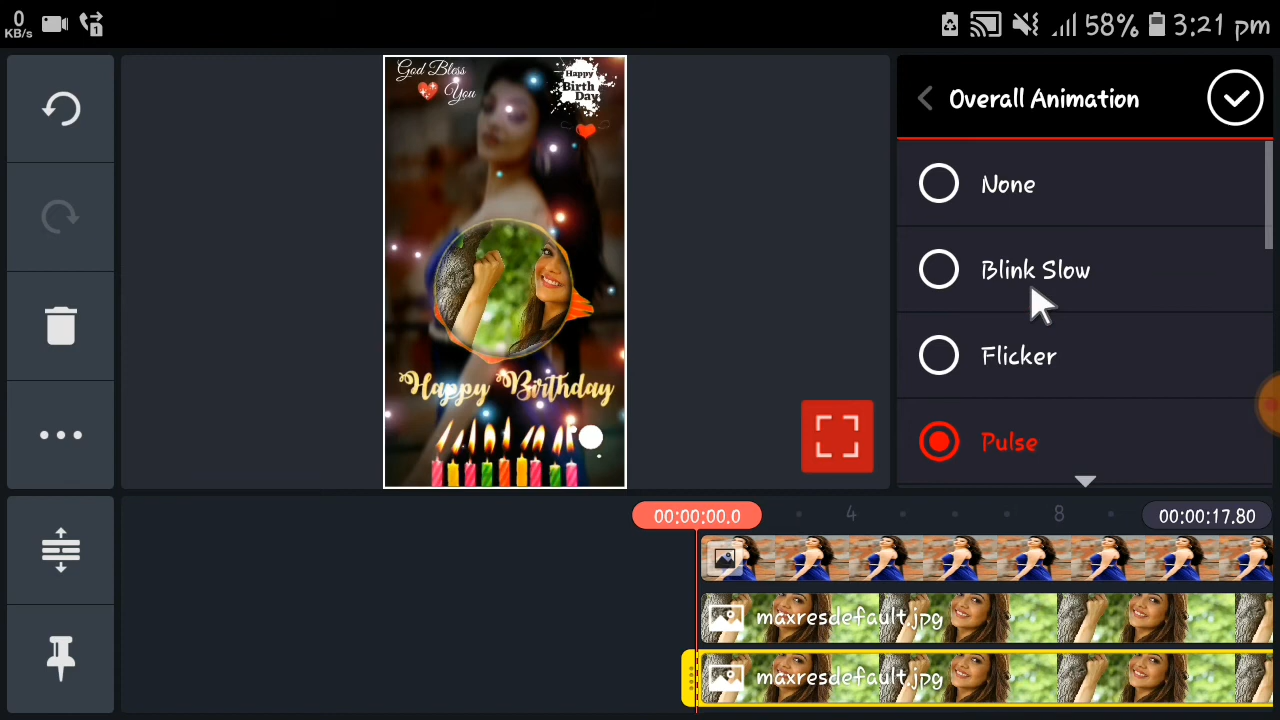 0
KB/s
1
58%
3:21 pm
God Bless
You
Happy
Birth
Day
Happy Birthday
Overall Animation
None
Blink Slow
Flicker
Pulse
00:00:00.0
4
8
00:00:17.80
maxresdefault.jpg
maxresdefault.jpg